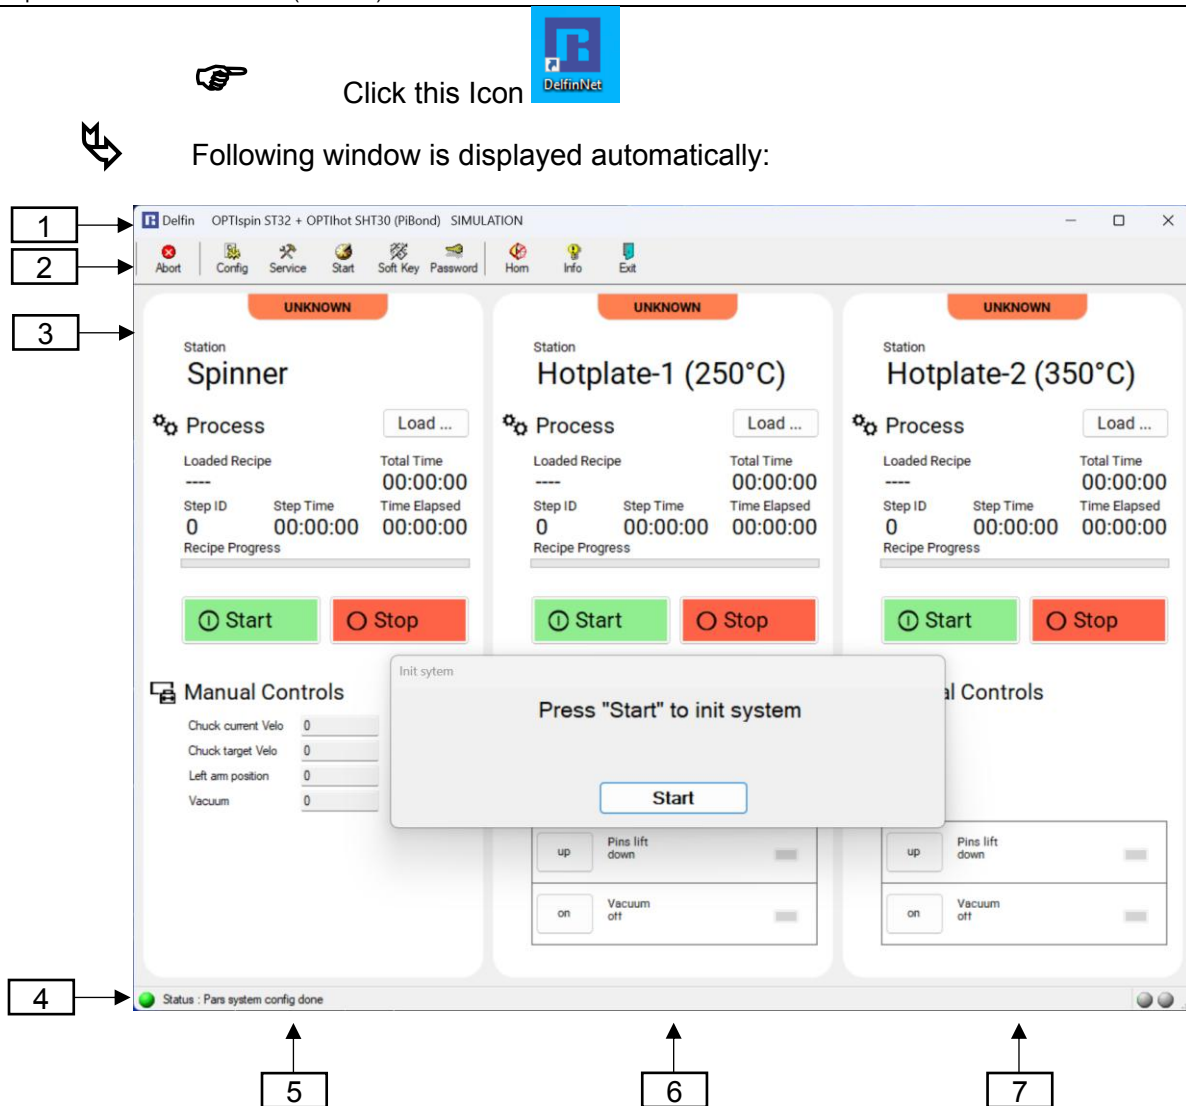 DelfinNet
Click this Icon
Following window is displayed automatically:
1
Delfin OPTIspin ST32 + OPTIhot SHT30 (PiBond) SIMULATION
2
Abort Config Service Start Soft Key Password Horn Info Exit
3
UNKNOWN UNKNOWN UNKNOWN
Station Station Station
Spinner Hotplate-1 (250°C) Hotplate-2 (350°C)
Process Load ... Process Load ... Process Load ...
Loaded Recipe Total Time Loaded Recipe Total Time Loaded Recipe Total Time
---- 00:00:00 ---- 00:00:00 ---- 00:00:00
Step ID Step Time Time Elapsed Step ID Step Time Time Elapsed Step ID Step Time Time Elapsed
0 00:00:00 00:00:00 0 00:00:00 00:00:00 0 00:00:00 00:00:00
Recipe Progress Recipe Progress Recipe Progress
Start Stop Start Stop Start Stop
Init sytem
Manual Controls Press "Start" to init system al Controls
Chuck current Velo 0
Chuck target Velo 0
Left arm position 0
Vacuum 0 Start
up Pins lift up Pins lift
down down
on Vacuum on Vacuum
off off
4
Status : Pars system config done
5 6 7